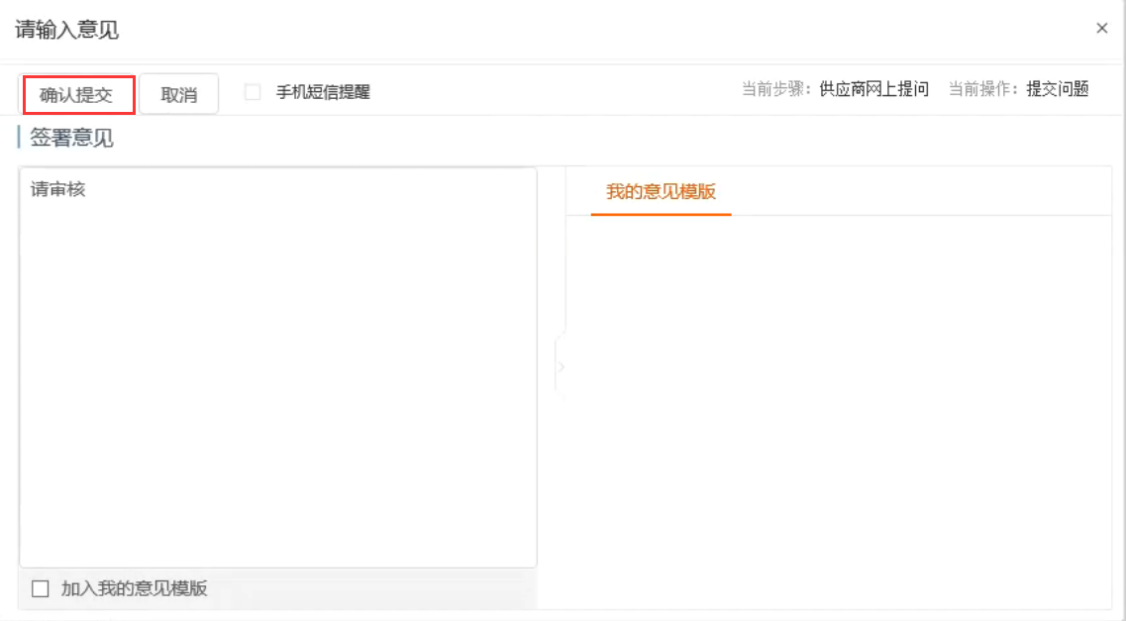 请输入意见
确认提交 取消 手机短信提醒 当前步骤：供应商网上提问 当前操作：提交问题
签署意见
请审核
我的意见模版
加入我的意见模版